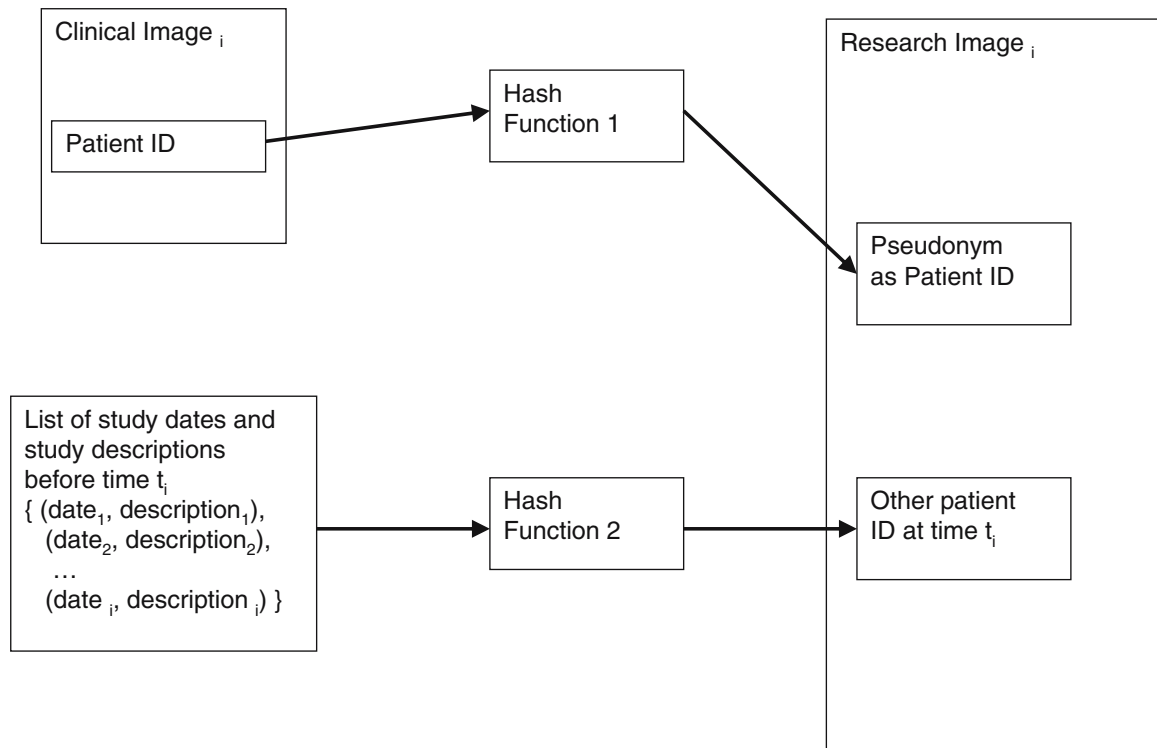 Clinical Image i
Patient ID
Hash
Function 1
Research Image i
Pseudonym
as Patient ID
List of study dates and
study descriptions
before time ti
{ (date1, description1),
(date2, description2),
...
(date i, description i) }
Hash
Function 2
Other patient
ID at time ti